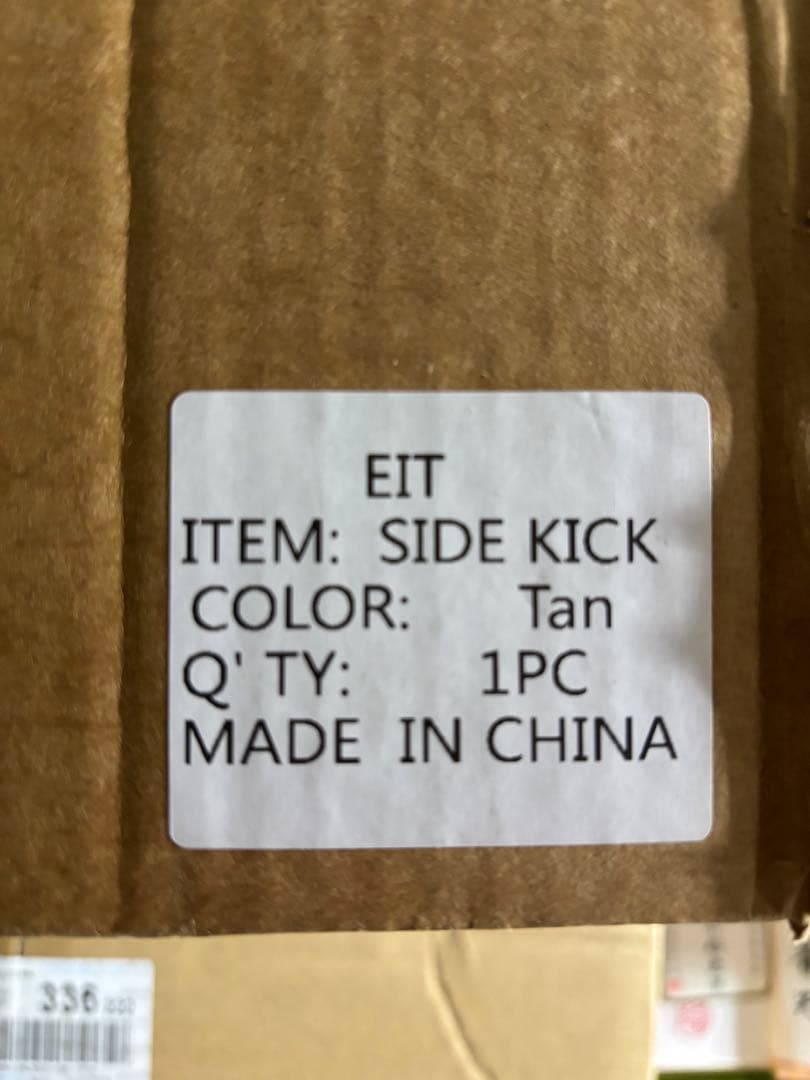 EIT
ITEM: SIDE KICK
COLOR: Tan
Q' TY: 1PC
MADE IN CHINA
336